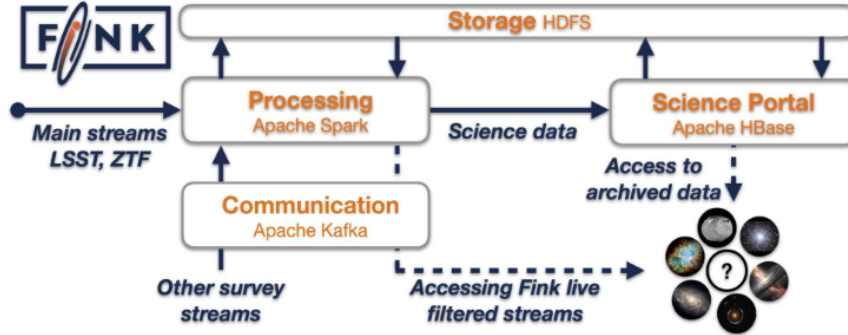 FiNK
Storage HDFS
Processing
Apache Spark
Science Portal
Apache HBase
Main streams
LSST, ZTF
Science data
Access to
archived data
Communication
Apache Kafka
Other survey
streams
Accessing Fink live
filtered streams
?